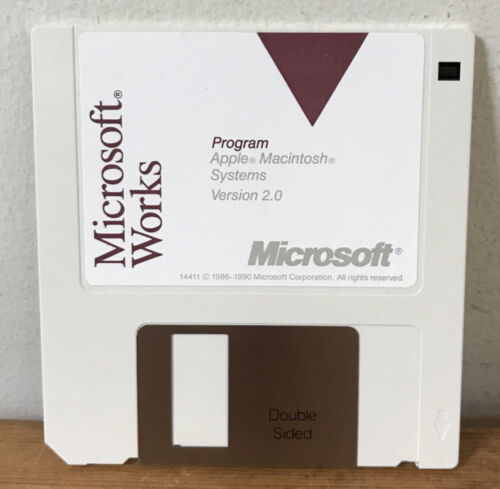 Microsoft®
Works
Program
Apple® Macintosh®
Systems
Version 2.0
Microsoft®
14411 © 1986-1990 Microsoft Corporation. All rights reserved.
Double
Sided